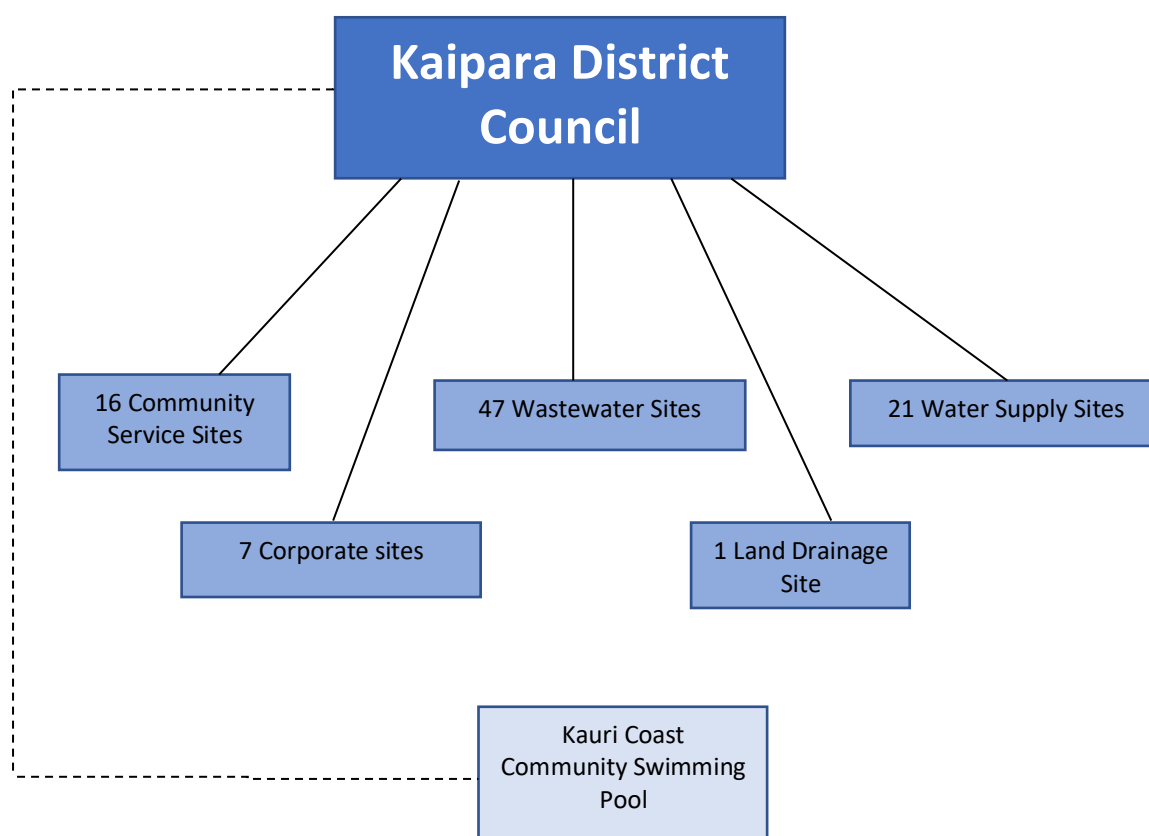 Kaipara District
Council
16 Community
Service Sites
47 Wastewater Sites
21 Water Supply Sites
7 Corporate sites
1 Land Drainage
Site
Kauri Coast
Community Swimming
Pool